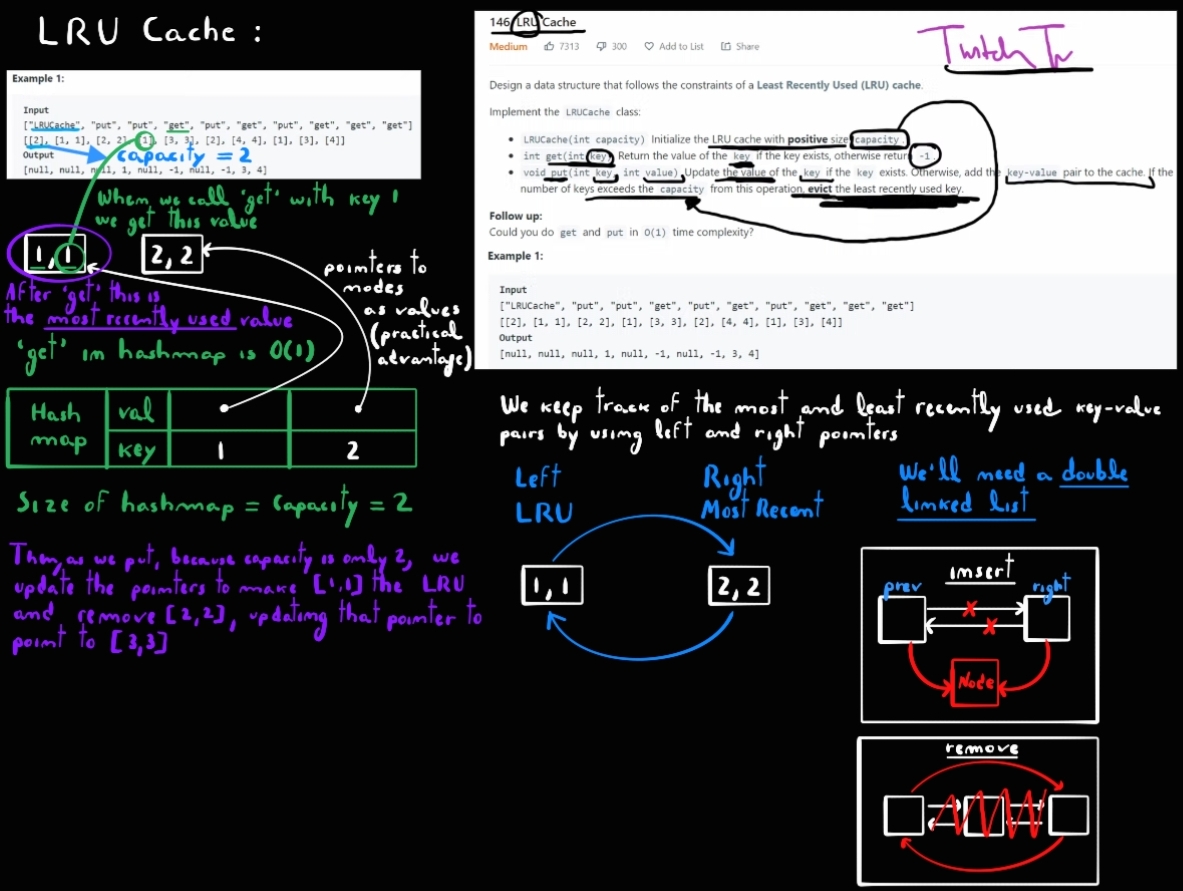 LRU Cache :
Example 1:
Input
["LRUCache", "put", "put", "get", "put", "get", "put", "get", "get", "get"]
[[2], [1, 1], [2, 2], [1], [3, 3], [2], [4, 4], [1], [3], [4]]
Output
capacity = 2
[null, null, null, 1, null, -1, null, -1, 3, 4]
When we call 'get' with key 1
we get this value
1, 1
2, 2
After 'get' this is
the most recently used value
pointers to
nodes
as values
(practical
advantage)
'get' in hashmap is O(1)
Hash
map
val
key
1
2
Size of hashmap = Capacity = 2
Then, as we put, because capacity is only 2, we
update the pointers to make [1,1] the LRU
and remove [2,2], updating that pointer to
point to [3,3]
146 LRU Cache
Medium 7313 300 Add to List Share
Twitch Tv
Design a data structure that follows the constraints of a Least Recently Used (LRU) cache.
Implement the LRUCache class:
LRUCache(int capacity) Initialize the LRU cache with positive size capacity.
int get(int key) Return the value of the key if the key exists, otherwise return -1.
void put(int key, int value) Update the value of the key if the key exists. Otherwise, add the key-value pair to the cache. If the
number of keys exceeds the capacity from this operation, evict the least recently used key.
Follow up:
Could you do get and put in O(1) time complexity?
Example 1:
Input
["LRUCache", "put", "put", "get", "put", "get", "put", "get", "get", "get"]
[[2], [1, 1], [2, 2], [1], [3, 3], [2], [4, 4], [1], [3], [4]]
Output
[null, null, null, 1, null, -1, null, -1, 3, 4]
We keep track of the most and least recently used key-value
pairs by using left and right pointers
Left
LRU
Right
Most Recent
1, 1
2, 2
We'll need a double
linked list
insert
prev
right
Node
remove